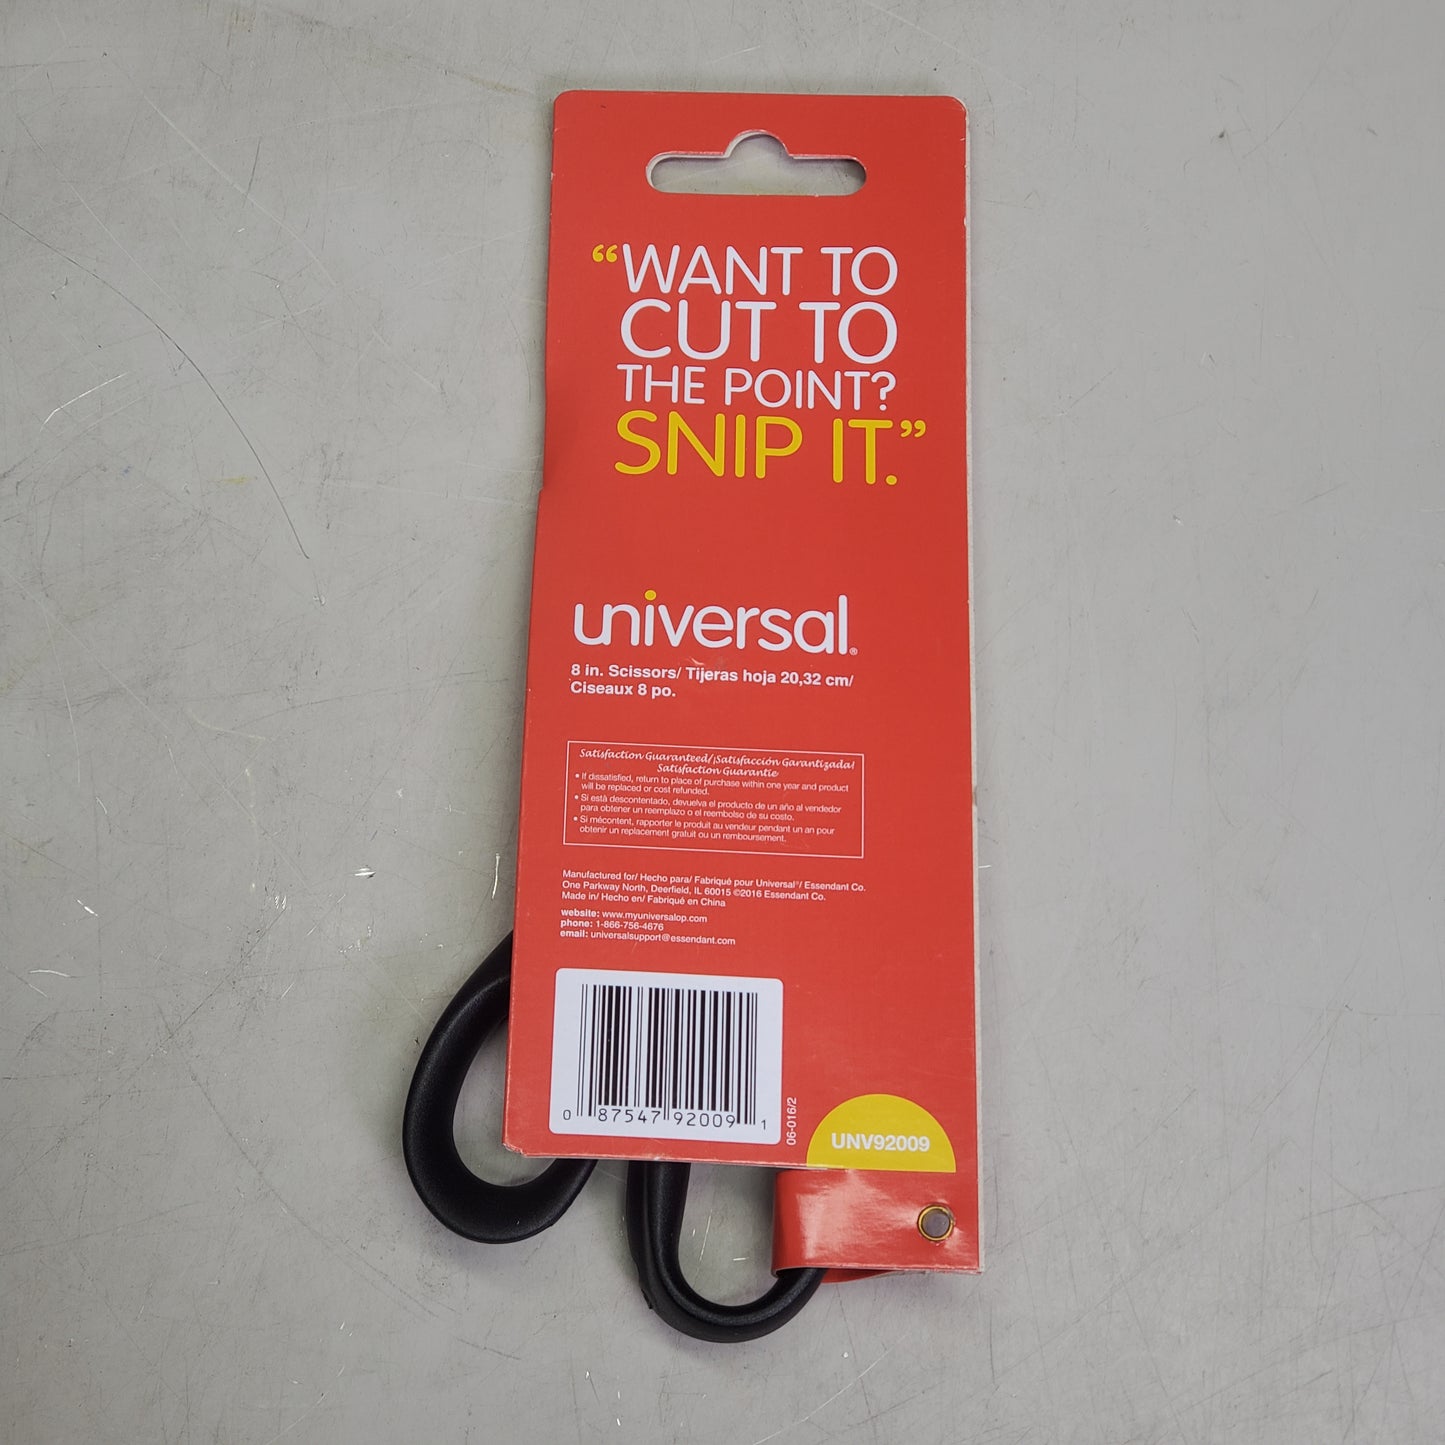 “WANT TO
CUT TO
THE POINT?
SNIP IT.”
universal®
8 in. Scissors/ Tijeras hoja 20,32 cm/
Ciseaux 8 po.
Satisfaction Guaranteed/¡Satisfacción Garantizada!
Satisfaction Guarantie
• If dissatisfied, return to place of purchase within one year and product
will be replaced or cost refunded.
• Si està descontentado, devuelva el producto de un año al vendedor
para obtener un reemplazo o el reembolso de su costo.
• Si mécontent, rapporter le produit au vendeur pendant un an pour
obtenir un replacement gratuit ou un remboursement.
Manufactured for/ Hecho para/ Fabriqué pour Universal®/ Essendant Co.
One Parkway North, Deerfield, IL 60015 ©2016 Essendant Co.
Made in/ Hecho en/ Fabriqué en China
website: www.myuniversalop.com
phone: 1-866-756-4676
email: universalsupport@essendant.com
0 87547 92009 1
06-016/2
UNV92009